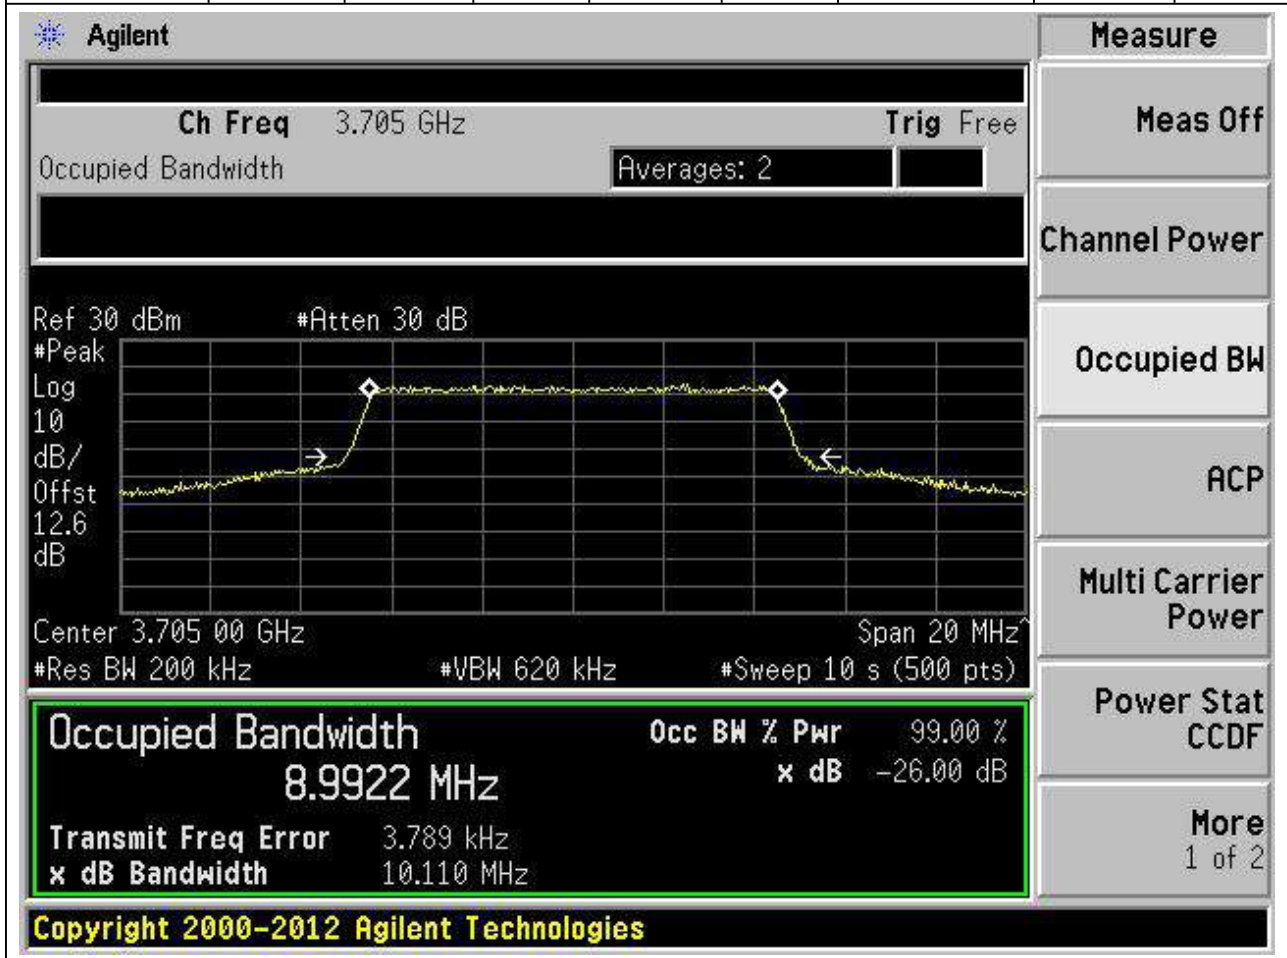 Agilent
Measure
Ch Freq 3.705 GHz Trig Free
Occupied Bandwidth Averages: 2
Meas Off
Channel Power
Occupied BW
ACP
Multi Carrier
Power
Power Stat
CCDF
More
1 of 2
Ref 30 dBm #Atten 30 dB
#Peak
Log
10
dB/
Offst
12.6
dB
Center 3.705 00 GHz Span 20 MHz^
#Res BW 200 kHz #VBW 620 kHz #Sweep 10 s (500 pts)
Occupied Bandwidth Occ BW % Pwr 99.00 %
8.9922 MHz x dB -26.00 dB
Transmit Freq Error 3.789 kHz
x dB Bandwidth 10.110 MHz
Copyright 2000-2012 Agilent Technologies